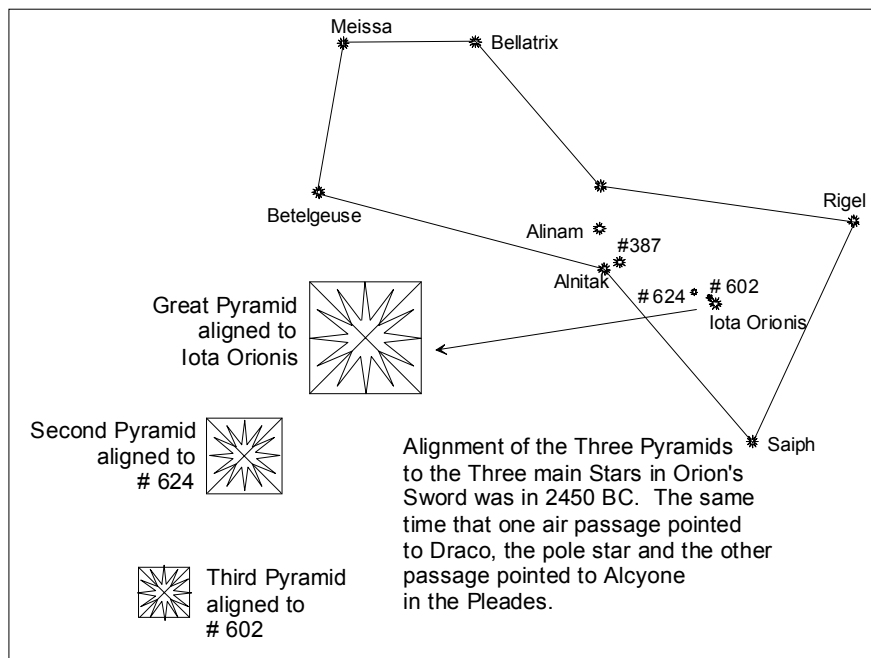 Meissa
Bellatrix
Rigel
Betelgeuse
Alinam
#387
Alnitak
# 602
# 624
Iota Orionis
Great Pyramid
aligned to
Iota Orionis
Saiph
Second Pyramid
aligned to
# 624
Alignment of the Three Pyramids
to the Three main Stars in Orion's
Sword was in 2450 BC. The same
time that one air passage pointed
to Draco, the pole star and the other
passage pointed to Alcyone
in the Pleades.
Third Pyramid
aligned to
# 602